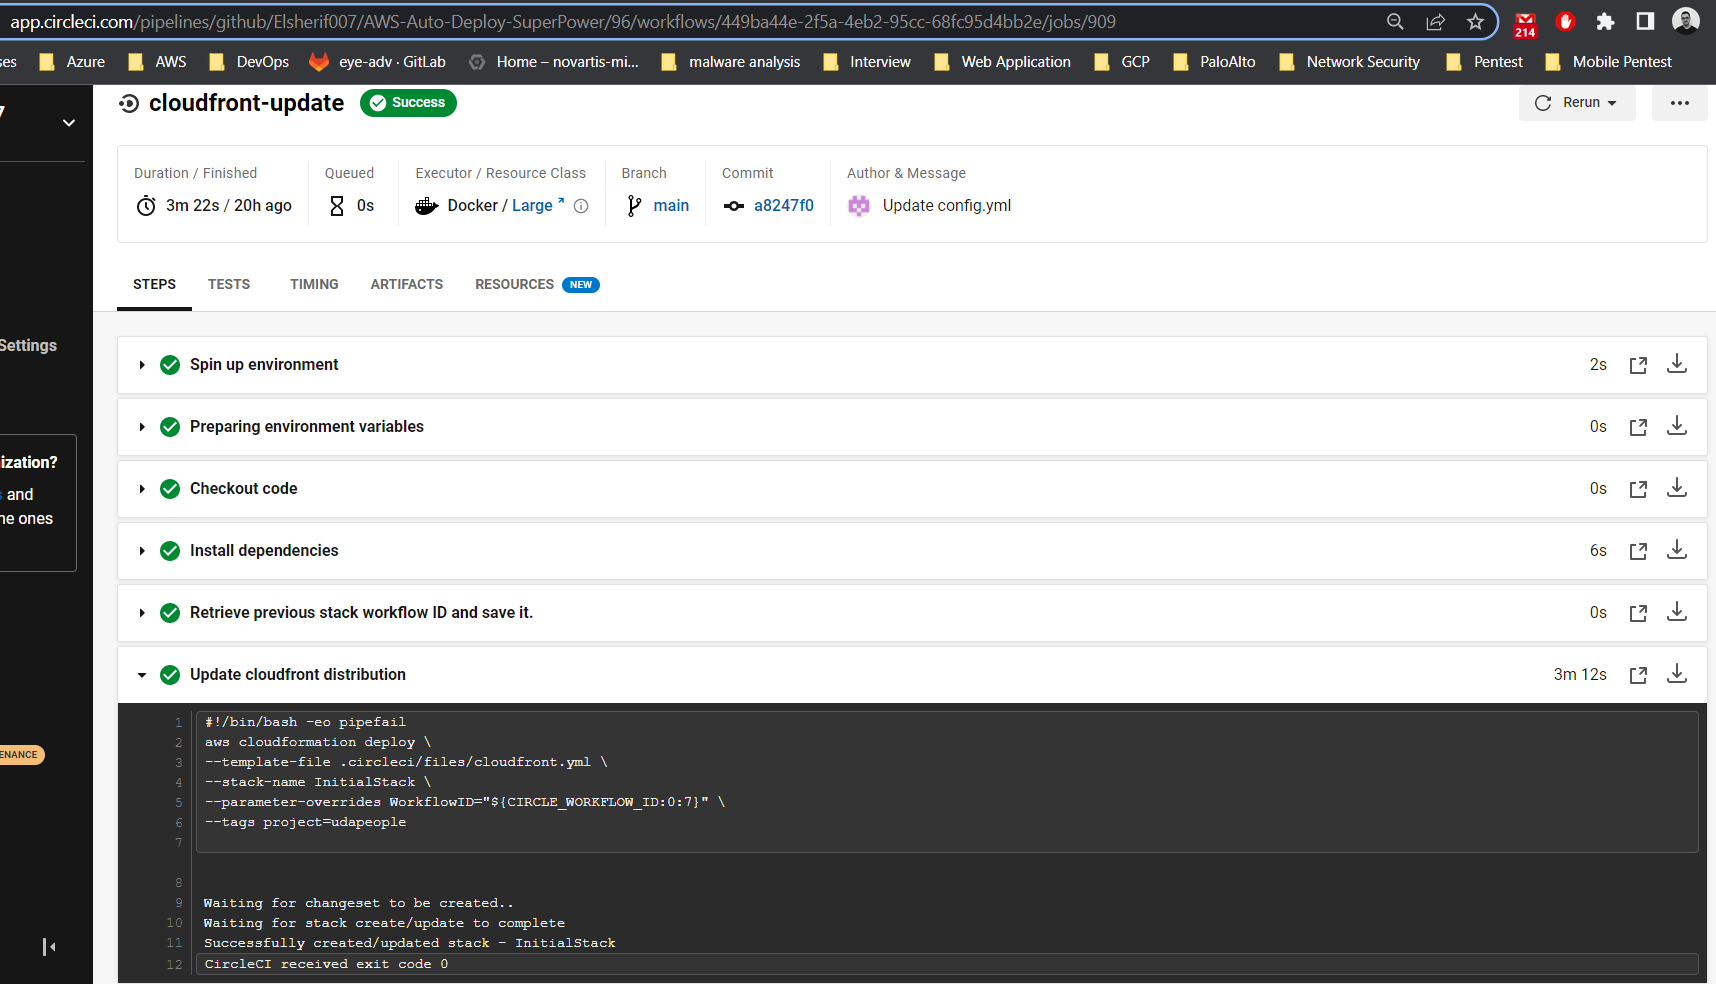 app.circleci.com/pipelines/github/Elsherif007/AWS-Auto-Deploy-SuperPower/96/workflows/449ba44e-2f5a-4eb2-95cc-68fc95d4bb2e/jobs/909
214
ses Azure AWS DevOps eye-adv · GitLab Home – novartis-mi... malware analysis Interview Web Application GCP PaloAlto Network Security Pentest Mobile Pentest
7
cloudfront-update Success Rerun
Duration / Finished Queued Executor / Resource Class Branch Commit Author & Message
3m 22s / 20h ago 0s Docker / Large main a8247f0 Update config.yml
STEPS TESTS TIMING ARTIFACTS RESOURCES NEW
Settings
ization?
s and
he ones
ENANCE
Spin up environment 2s
Preparing environment variables 0s
Checkout code 0s
Install dependencies 6s
Retrieve previous stack workflow ID and save it. 0s
Update cloudfront distribution 3m 12s
1 #!/bin/bash -eo pipefail
2 aws cloudformation deploy \
3 --template-file .circleci/files/cloudfront.yml \
4 --stack-name InitialStack \
5 --parameter-overrides WorkflowID="${CIRCLE_WORKFLOW_ID:0:7}" \
6 --tags project=udapeople
7
8
9 Waiting for changeset to be created..
10 Waiting for stack create/update to complete
11 Successfully created/updated stack - InitialStack
12 CircleCI received exit code 0